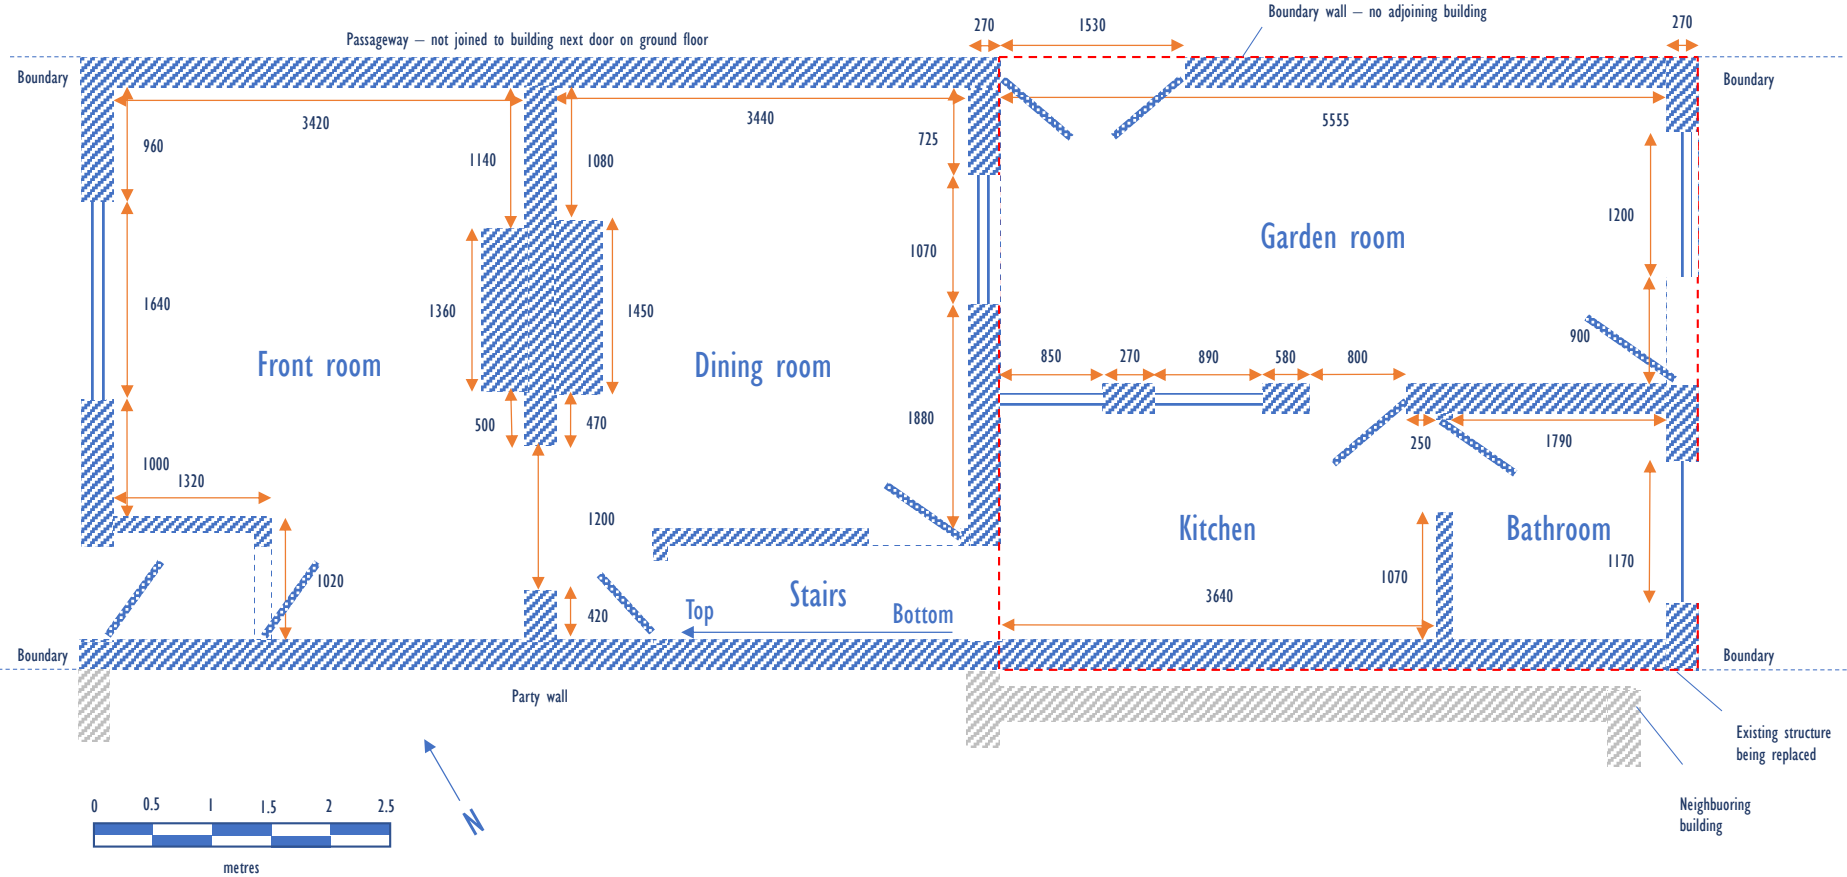 Boundary wall – no adjoining building
270
1530
270
Passageway – not joined to building next door on ground floor
Boundary
Boundary
3420
3440
5555
960
1140
1080
725
1200
Garden room
1070
1640
1360
1450
900
Front room
Dining room
850
270
890
580
800
500
470
1880
250
1790
1000
1320
1200
Kitchen
Bathroom
1170
1020
1070
Stairs
3640
420
Top
Bottom
Boundary
Boundary
Party wall
Existing structure
being replaced
N
0
0.5
1
1.5
2
2.5
metres
Neighbuoring
building